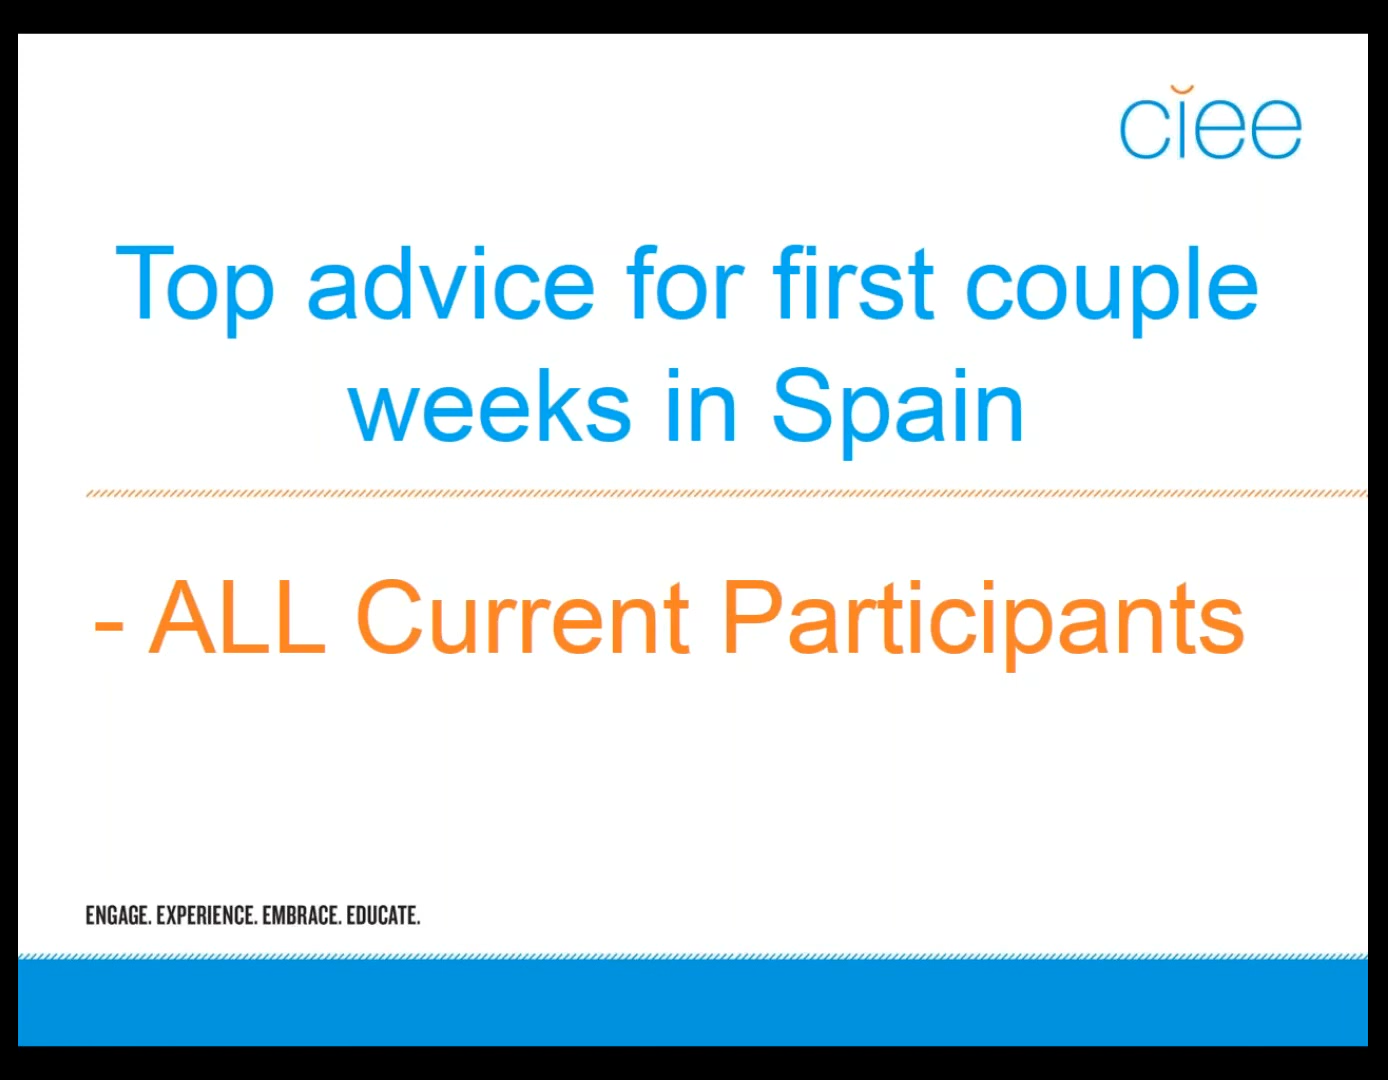 ciee
Top advice for first couple
weeks in Spain
- ALL Current Participants
ENGAGE. EXPERIENCE. EMBRACE. EDUCATE.